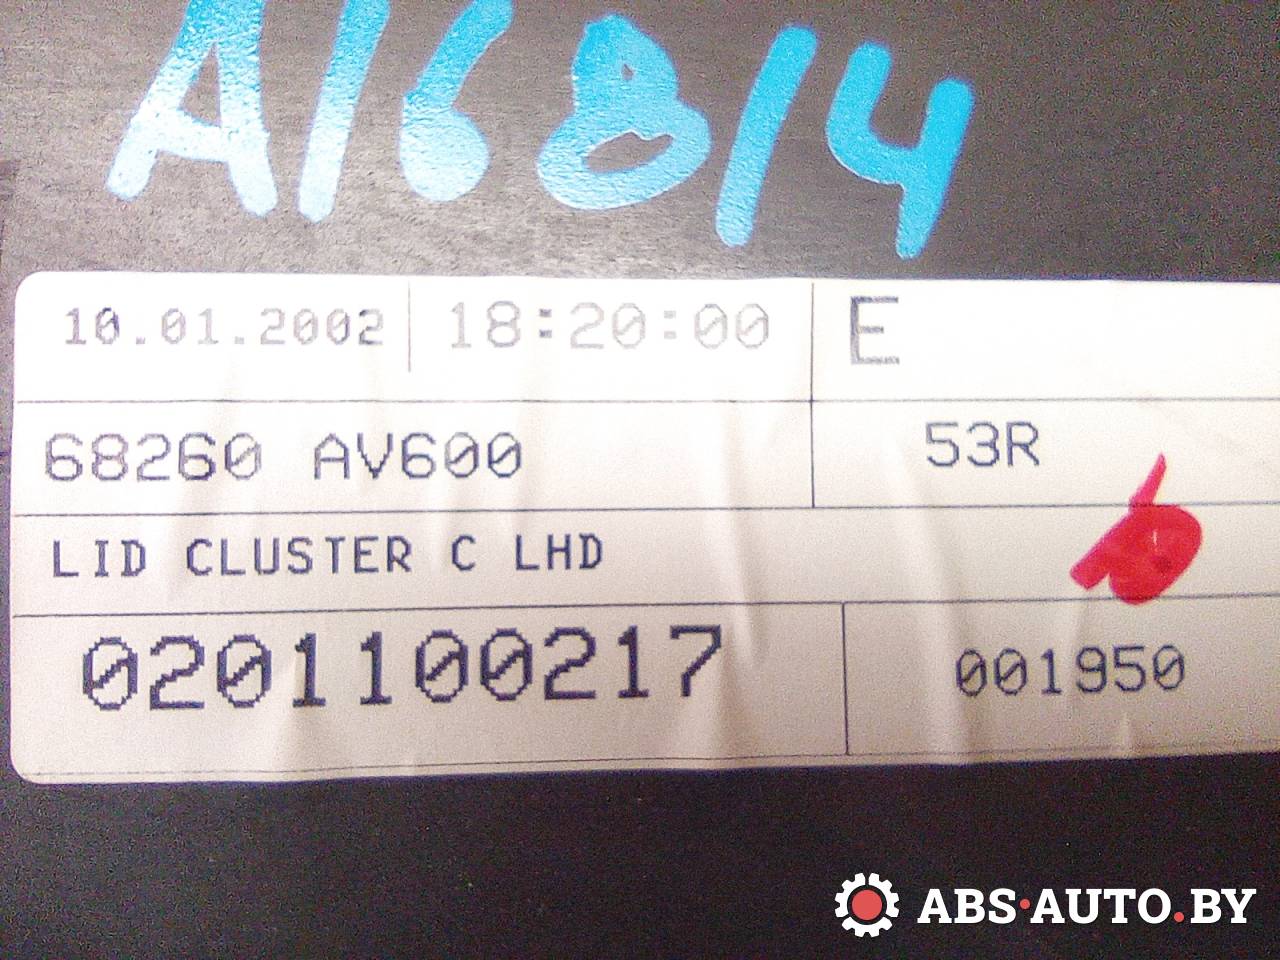 A16814
10.01.2002 18:20:00 E
68260 AV600 53R
LID CLUSTER C LHD
0201100217 001950
ABS·AUTO.BY